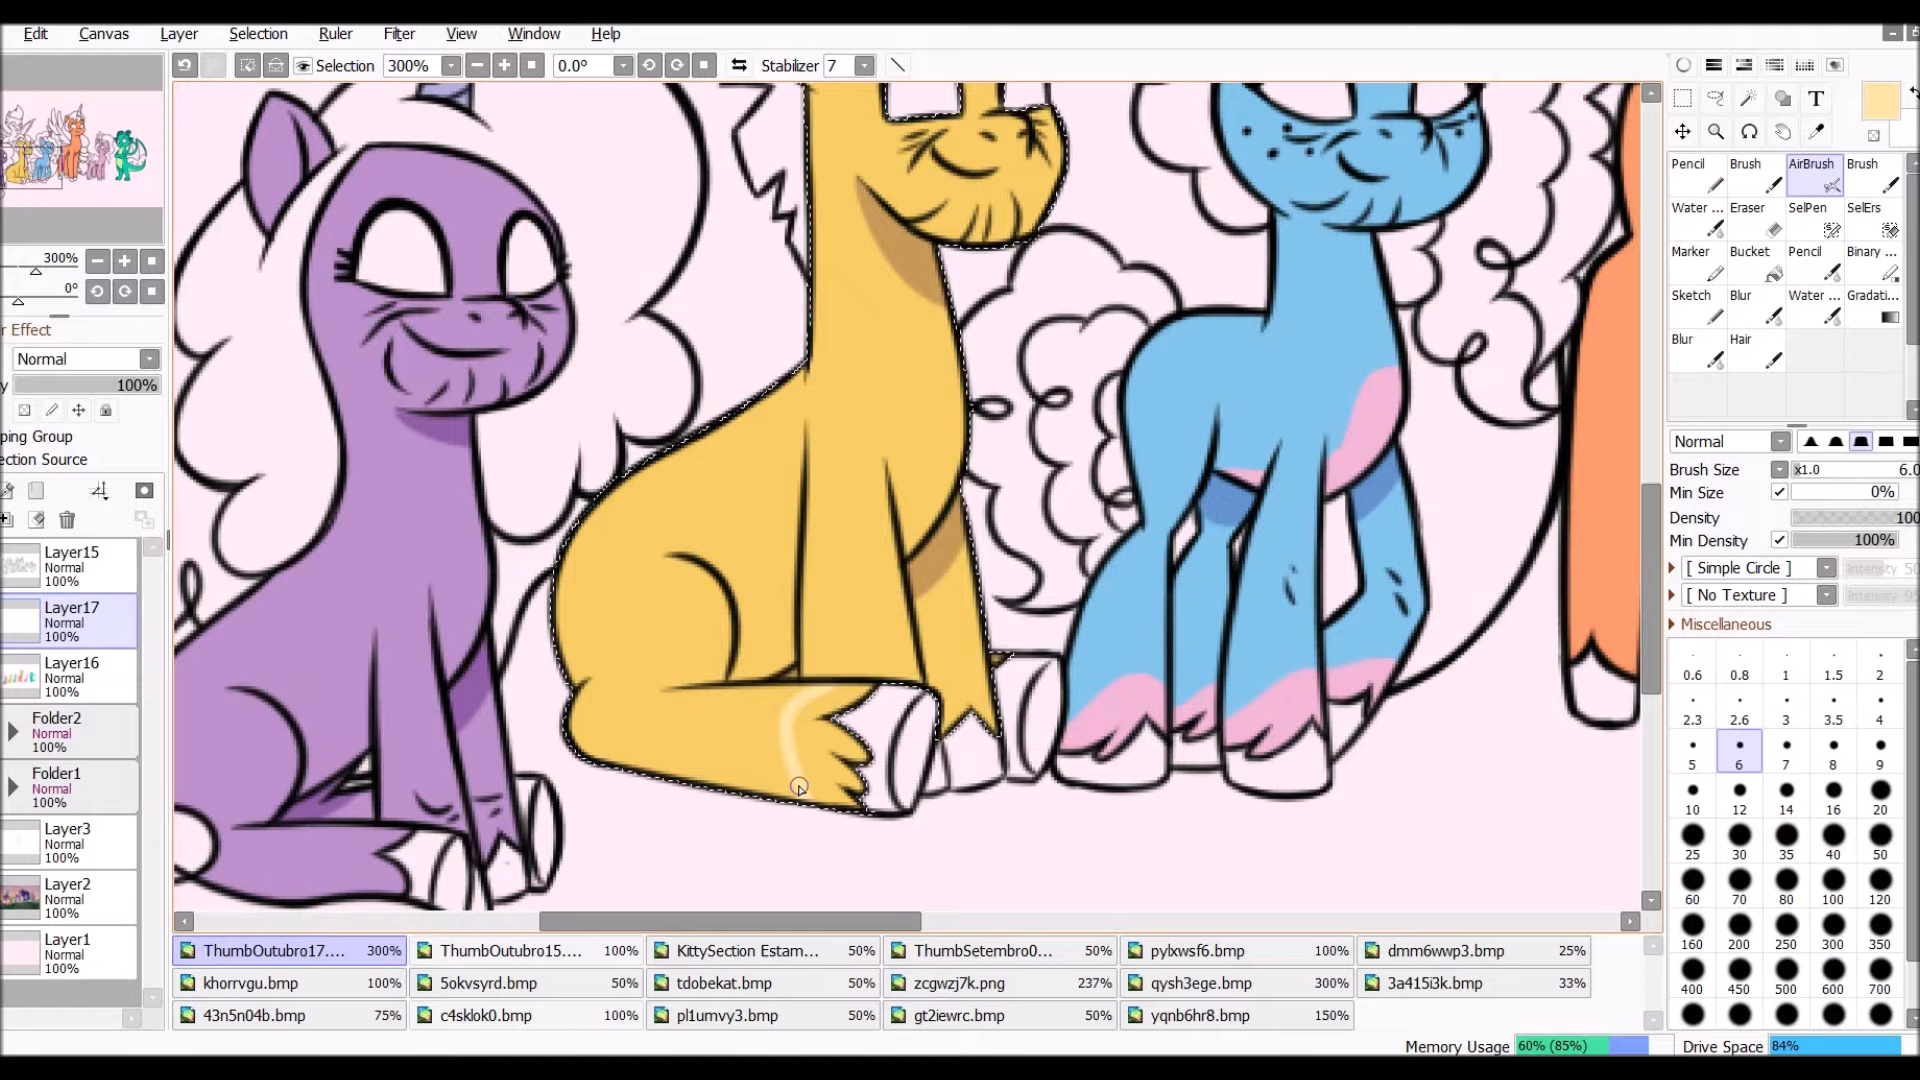 Edit Canvas Layer Selection Ruler Filter View Window Help
Selection 300% 0.0° Stabilizer 7
T
300%
0°
r Effect
Normal
y 100%
ping Group
ection Source
Layer15
Normal
100%
Layer17
Normal
100%
Layer16
Normal
100%
Folder2
Normal
100%
Folder1
Normal
100%
Layer3
Normal
100%
Layer2
Normal
100%
Layer1
Normal
100%
Pencil Brush AirBrush Brush
Water ... Eraser SelPen SelErs
Marker Bucket Pencil Binary ...
Sketch Blur Water ... Gradati...
Blur Hair
Normal
Brush Size x1.0 6.0
Min Size 0%
Density 100
Min Density 100%
[ Simple Circle ] Intensity 50
[ No Texture ] Intensity 95
Miscellaneous
0.6 0.8 1 1.5 2
2.3 2.6 3 3.5 4
5 6 7 8 9
10 12 14 16 20
25 30 35 40 50
60 70 80 100 120
160 200 250 300 350
400 450 500 600 700
ThumbOutubro17.... 300% ThumbOutubro15.... 100% KittySection Estam... 50% ThumbSetembro0... 50% pylxwsf6.bmp 100% dmm6wwp3.bmp 25%
khorrvgu.bmp 100% 5okvsyrd.bmp 50% tdobekat.bmp 50% zcgwzj7k.png 237% qysh3ege.bmp 300% 3a415i3k.bmp 33%
43n5n04b.bmp 75% c4sklok0.bmp 100% pl1umvy3.bmp 50% gt2iewrc.bmp 50% yqnb6hr8.bmp 150%
Memory Usage 60% (85%) Drive Space 84%